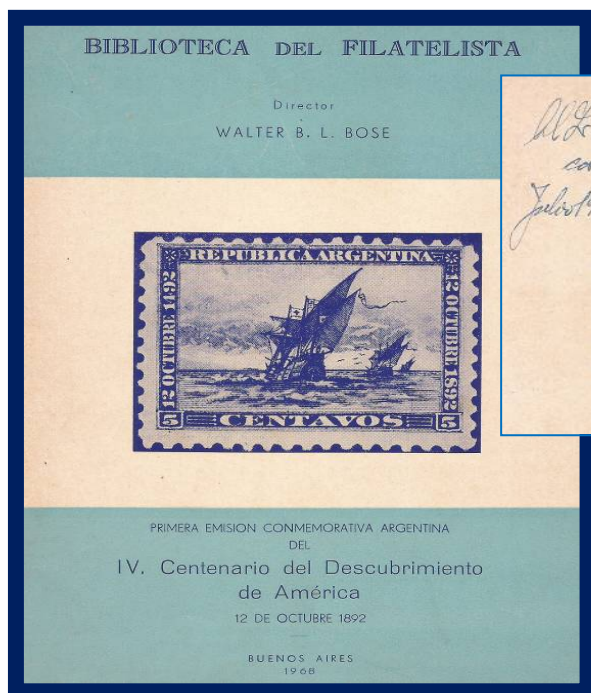 BIBLIOTECA DEL FILATELISTA
Director
WALTER B. L. BOSE
REPUBLICA ARGENTINA
12 OCTUBRE 1492
12 OCTUBRE 1892
5 CENTAVOS 5
PRIMERA EMISION CONMEMORATIVA ARGENTINA
DEL
IV. Centenario del Descubrimiento
de América
12 DE OCTUBRE 1892
BUENOS AIRES
1968